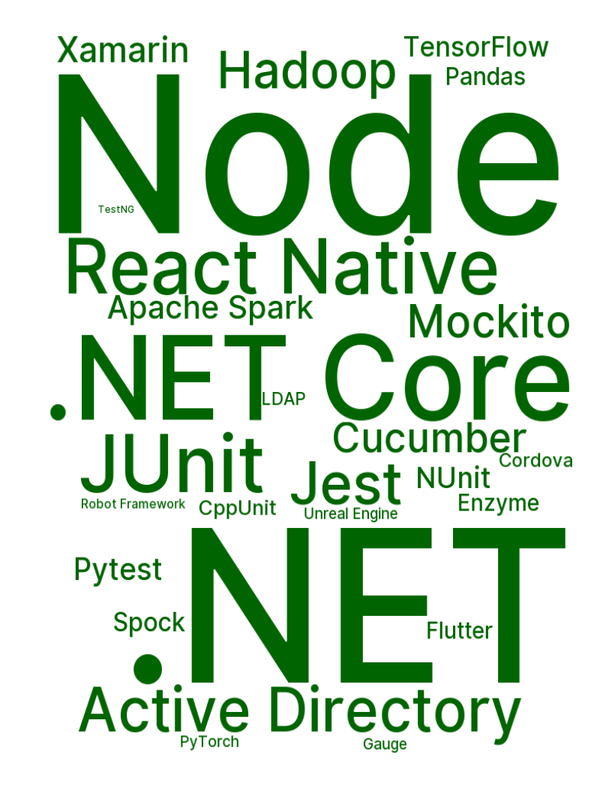 Xamarin
TensorFlow
Hadoop
Pandas
Node
TestNG
React Native
Apache Spark
Mockito
.NET Core
LDAP
Cucumber
JUnit
Cordova
Jest
NUnit
Robot Framework
CppUnit
Enzyme
Unreal Engine
.NET
Pytest
Spock
Flutter
Active Directory
PyTorch
Gauge